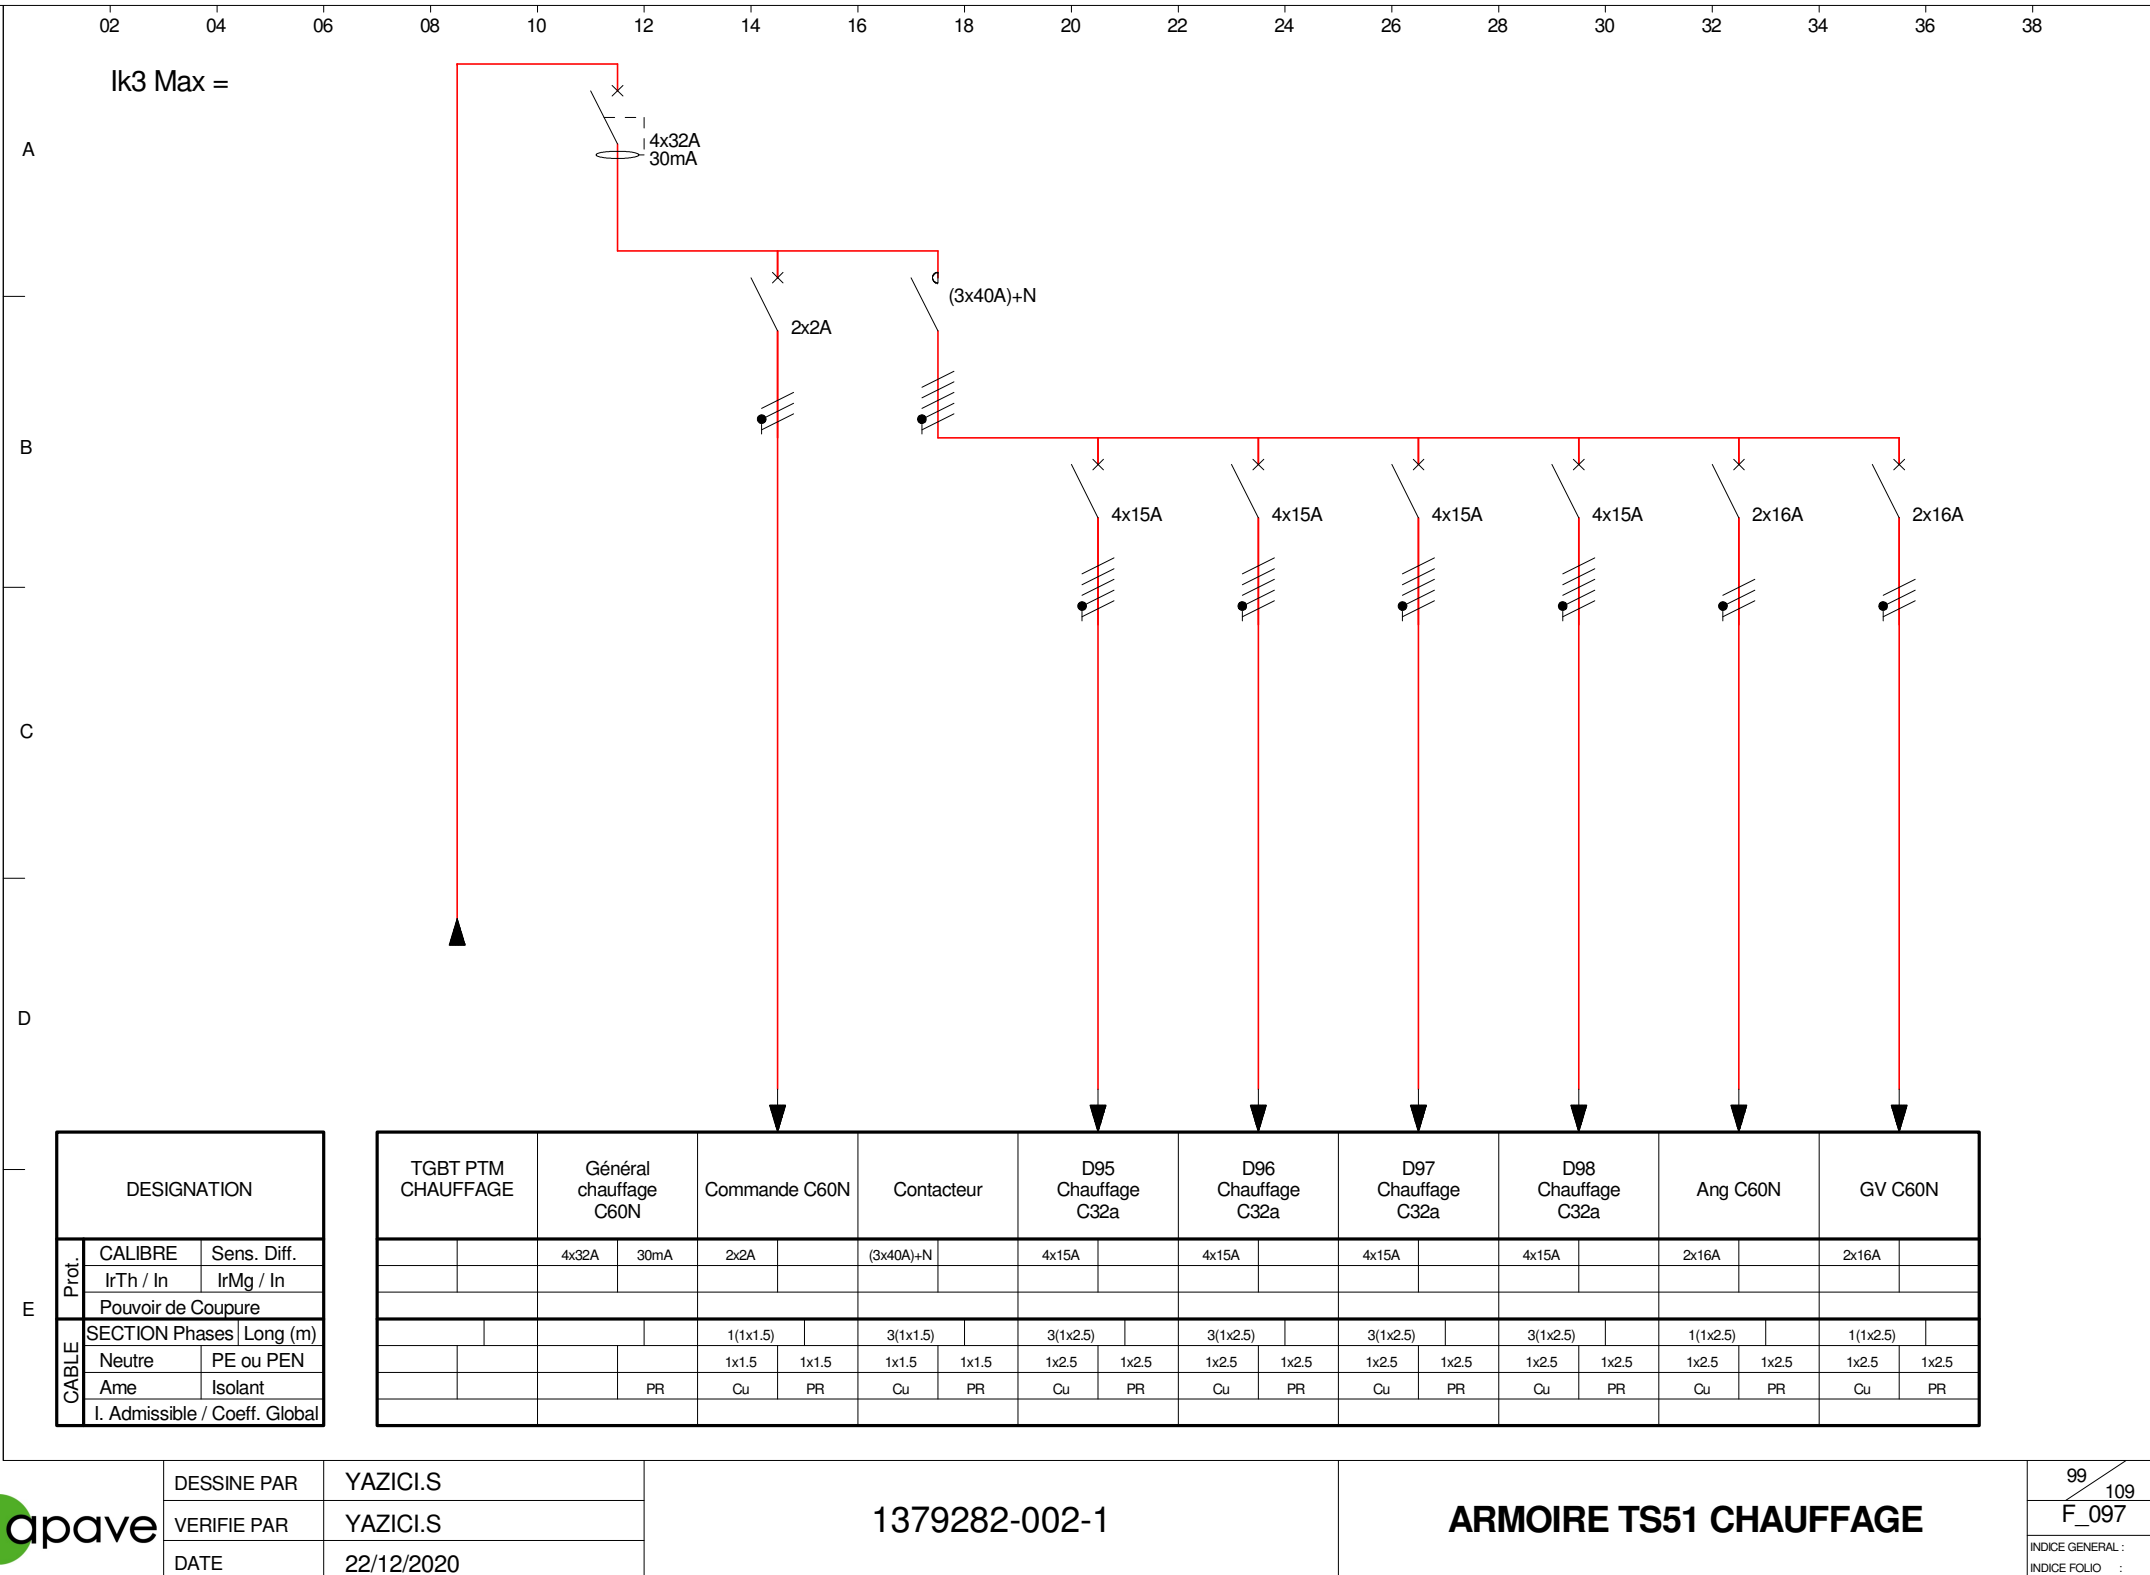 02 04 06 08 10 12 14 16 18 20 22 24 26 28 30 32 34 36 38
Ik3 Max =
A
4x32A
30mA
(3x40A)+N
2x2A
B
4x15A 4x15A 4x15A 4x15A 2x16A 2x16A
C
D
DESIGNATION
TGBT PTM
CHAUFFAGE
Général
chauffage
C60N
Commande C60N
Contacteur
D95
Chauffage
C32a
D96
Chauffage
C32a
D97
Chauffage
C32a
D98
Chauffage
C32a
Ang C60N
GV C60N
E
Prot.
CALIBRE Sens. Diff. 4x32A 30mA 2x2A (3x40A)+N 4x15A 4x15A 4x15A 4x15A 2x16A 2x16A
IrTh / In IrMg / In
Pouvoir de Coupure
CABLE
SECTION Phases Long (m) 1(1x1.5) 3(1x1.5) 3(1x2.5) 3(1x2.5) 3(1x2.5) 3(1x2.5) 1(1x2.5) 1(1x2.5)
Neutre PE ou PEN 1x1.5 1x1.5 1x1.5 1x1.5 1x2.5 1x2.5 1x2.5 1x2.5 1x2.5 1x2.5 1x2.5 1x2.5 1x2.5 1x2.5 1x2.5 1x2.5
Ame Isolant PR Cu PR Cu PR Cu PR Cu PR Cu PR Cu PR Cu PR Cu PR
I. Admissible / Coeff. Global
apave
DESSINE PAR YAZICI.S
VERIFIE PAR YAZICI.S
DATE 22/12/2020
1379282-002-1
ARMOIRE TS51 CHAUFFAGE
99
109
F_097
INDICE GENERAL :
INDICE FOLIO :